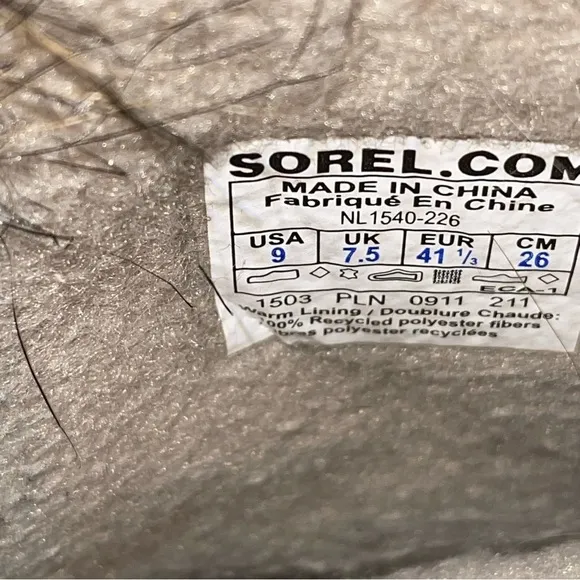 SOREL.COM
MADE IN CHINA
Fabriqué En Chine
NL1540-226
USA UK EUR CM
9 7.5 41 1/3 26
ECA-1
1503 PLN 0911 211
Warm Lining / Doublure Chaude:
100% Recycled polyester fibers
polyester recyclées